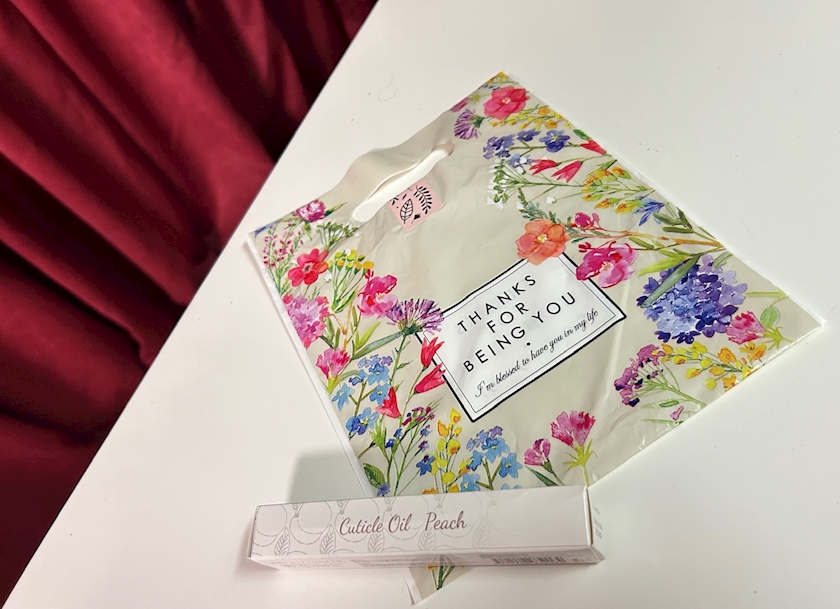 THANKS
FOR
BEING YOU
I'm blessed to have you in my life
Cuticle Oil Peach